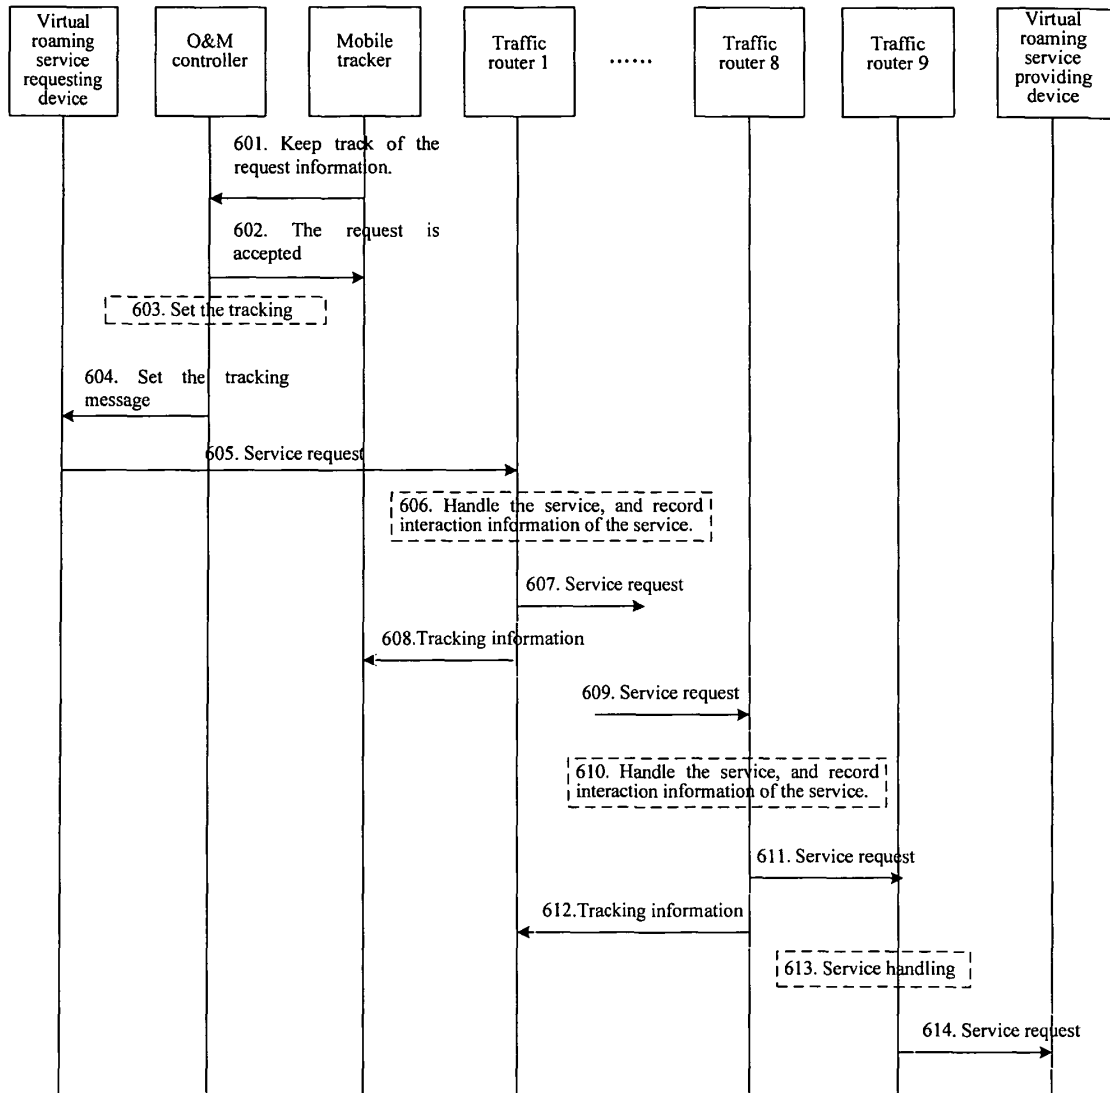 Virtual
roaming
service
requesting
device
O&M
controller
Mobile
tracker
Traffic
router 1
......
Traffic
router 8
Traffic
router 9
Virtual
roaming
service
providing
device
601. Keep track of the
request information.
602. The request is
accepted
603. Set the tracking
604. Set the tracking
message
605. Service request
606. Handle the service, and record
interaction information of the service.
607. Service request
608.Tracking information
609. Service request
610. Handle the service, and record
interaction information of the service.
611. Service request
612.Tracking information
613. Service handling
614. Service request